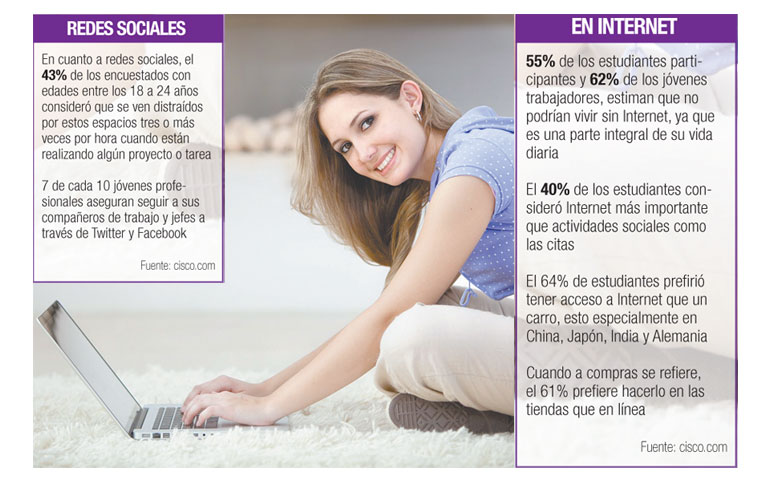 REDES SOCIALES
En cuanto a redes sociales, el
43% de los encuestados con
edades entre los 18 a 24 años
consideró que se ven distraídos
por estos espacios tres o más
veces por hora cuando están
realizando algún proyecto o tarea
7 de cada 10 jóvenes profe-
sionales aseguran seguir a sus
compañeros de trabajo y jefes a
través de Twitter y Facebook
Fuente: cisco.com
EN INTERNET
55% de los estudiantes parti-
cipantes y 62% de los jóvenes
trabajadores, estiman que no
podrían vivir sin Internet, ya que
es una parte integral de su vida
diaria
El 40% de los estudiantes con-
sideró Internet más importante
que actividades sociales como
las citas
El 64% de estudiantes prefirió
tener acceso a Internet que un
carro, esto especialmente en
China, Japón, India y Alemania
Cuando a compras se refiere,
el 61% prefiere hacerlo en las
tiendas que en línea
Fuente: cisco.com